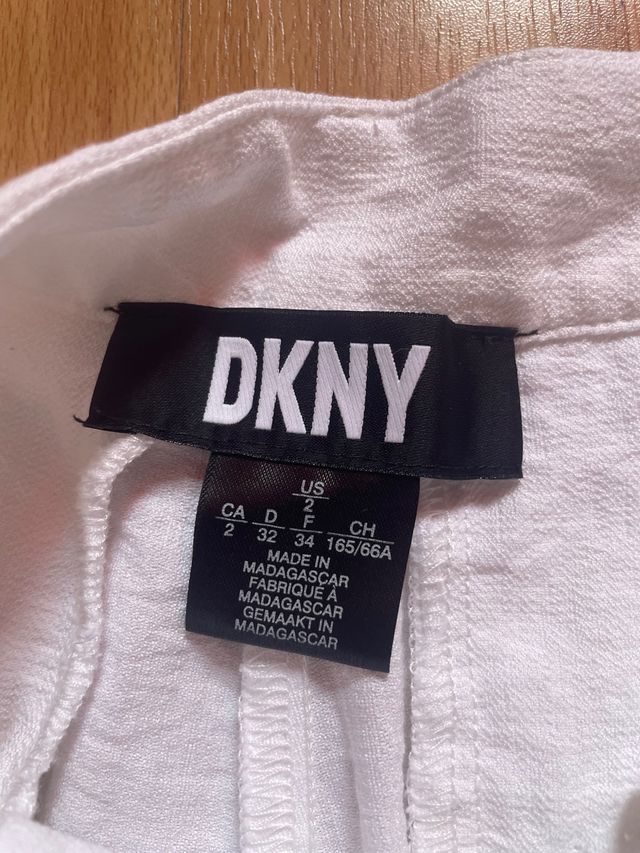 DKNY
US
2
CA D F CH
2 32 34 165/66A
MADE IN
MADAGASCAR
FABRIQUÉ À
MADAGASCAR
GEMAAKT IN
MADAGASCAR